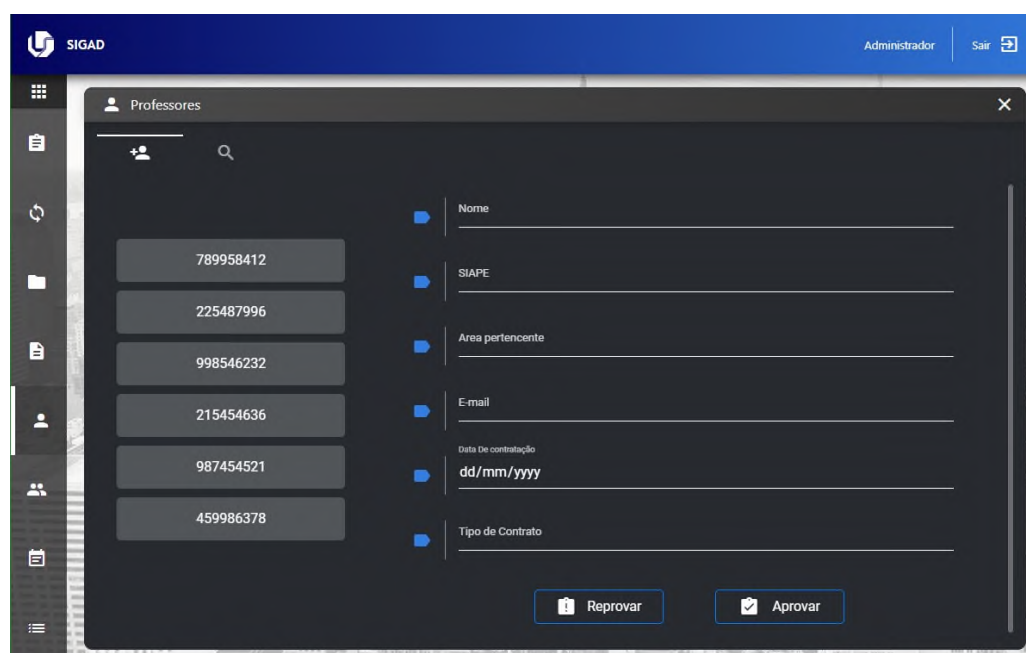 SIGAD
Administrador
Sair
Professores
789958412
225487996
998546232
215454636
987454521
459986378
Nome
SIAPE
Area pertencente
E-mail
Data De contratação
dd/mm/yyyy
Tipo de Contrato
Reprovar
Aprovar